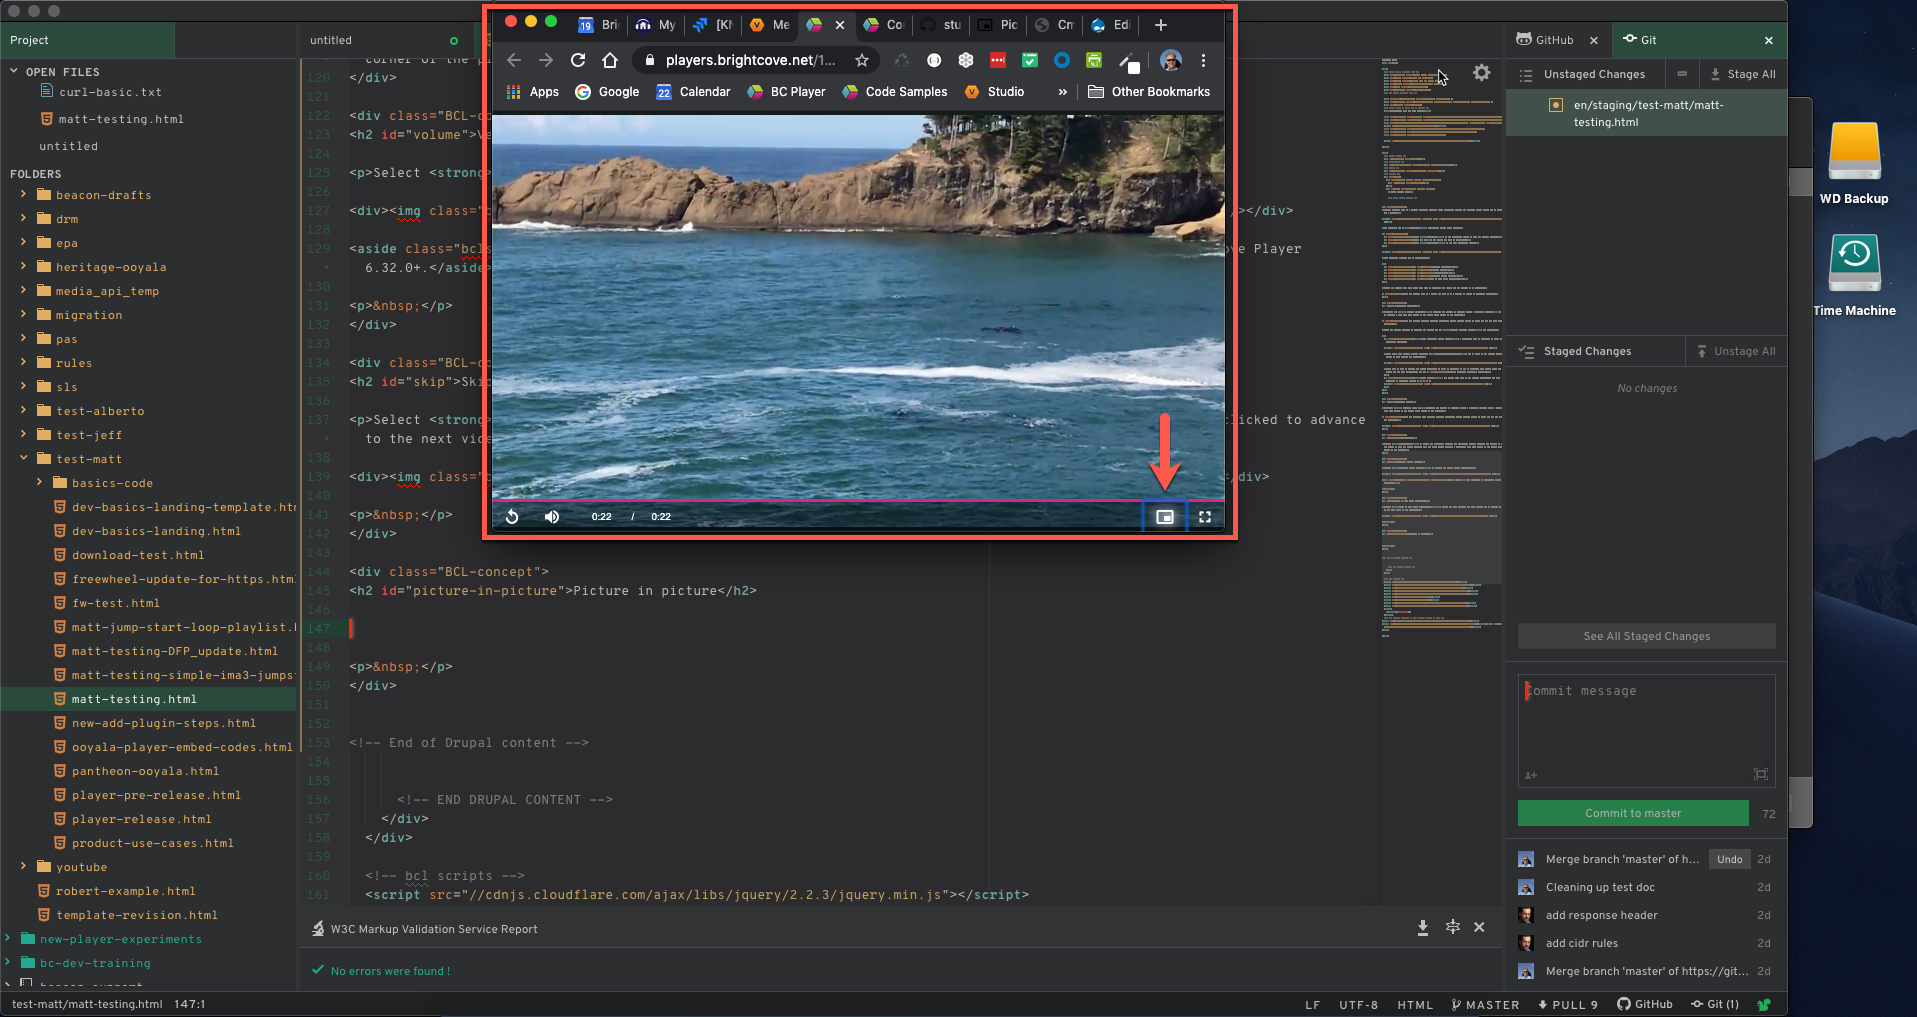 Project
OPEN FILES
curl-basic.txt
matt-testing.html
untitled
FOLDERS
beacon-drafts
drm
epa
heritage-ooyala
media_api_temp
migration
pas
rules
sls
test-alberto
test-jeff
test-matt
basics-code
dev-basics-landing-template.htm
dev-basics-landing.html
download-test.html
freewheel-update-for-https.html
fw-test.html
matt-jump-start-loop-playlist.h
matt-testing-DFP_update.html
matt-testing-simple-ima3-jumpst
matt-testing.html
new-add-plugin-steps.html
ooyala-player-embed-codes.html
pantheon-ooyala.html
player-pre-release.html
player-release.html
product-use-cases.html
youtube
robert-example.html
template-revision.html
new-player-experiments
bc-dev-training
untitled
corner of the p
120 </div>
121
122 <div class="BCL-c
123 <h2 id="volume">V
124
125 <p>Select <strong
126
127 <div><img class=" /></div>
128
129 <aside class="bcls ve Player
6.32.0+.</aside>
130
131 <p>&nbsp;</p>
132 </div>
133
134 <div class="BCL-c
135 <h2 id="skip">Ski
136
137 <p>Select <strong licked to advance
to the next vide
138
139 <div><img class=" div>
140
141 <p>&nbsp;</p>
142 </div>
143
144 <div class="BCL-concept">
145 <h2 id="picture-in-picture">Picture in picture</h2>
146
147
148
149 <p>&nbsp;</p>
150 </div>
151
152
153 <!-- End of Drupal content -->
154
155
156 <!-- END DRUPAL CONTENT -->
157 </div>
158 </div>
159
160 <!-- bcl scripts -->
161 <script src="//cdnjs.cloudflare.com/ajax/libs/jquery/2.2.3/jquery.min.js"></script>
W3C Markup Validation Service Report
No errors were found !
19 Bri My [KN Me Co stu Pic Cm Edi
players.brightcove.net/1...
Apps Google 22 Calendar BC Player Code Samples Studio » Other Bookmarks
0:22 / 0:22
GitHub Git
Unstaged Changes Stage All
en/staging/test-matt/matt-
testing.html
Staged Changes Unstage All
No changes
See All Staged Changes
Commit message
Commit to master 72
Merge branch 'master' of h... Undo 2d
Cleaning up test doc 2d
add response header 2d
add cidr rules 2d
Merge branch 'master' of https://git... 2d
test-matt/matt-testing.html 147:1
LF UTF-8 HTML MASTER PULL 9 GitHub Git (1)
WD Backup
Time Machine